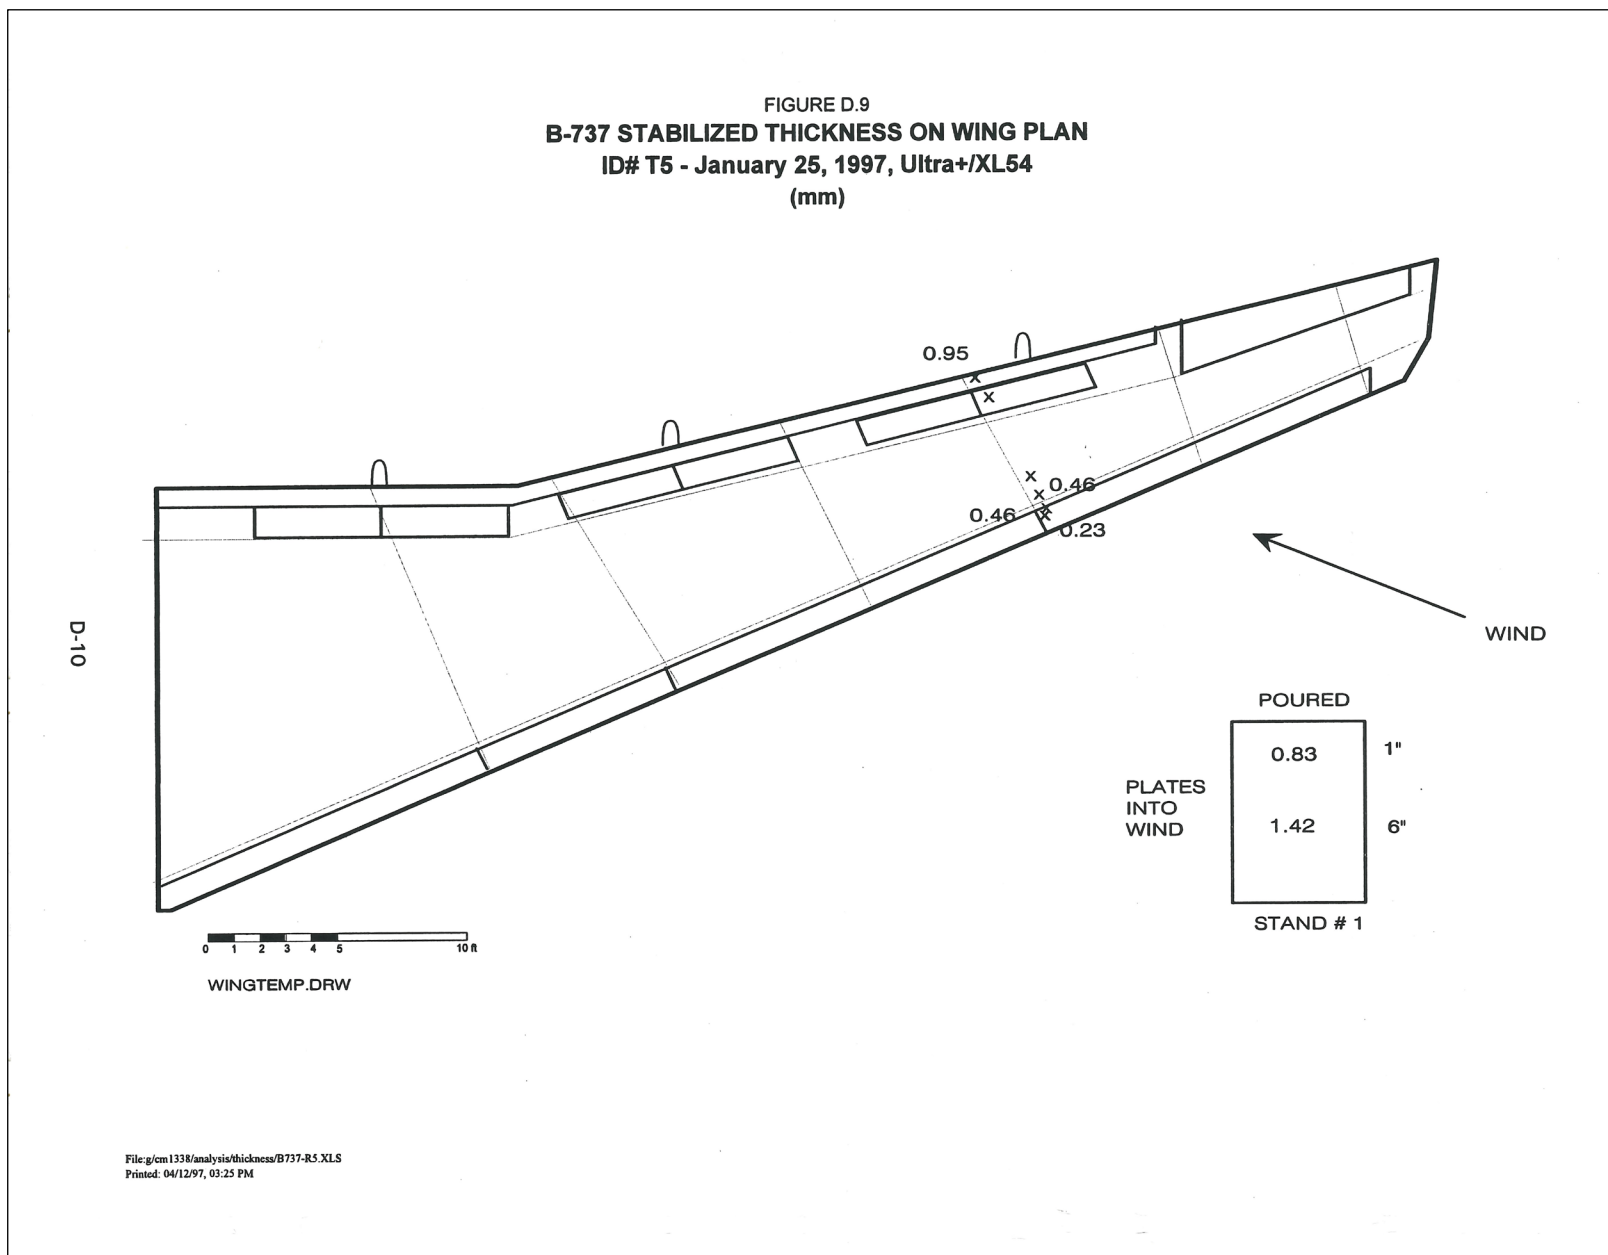 FIGURE D.9
B-737 STABILIZED THICKNESS ON WING PLAN
ID# T5 - January 25, 1997, Ultra+/XL54
(mm)
0.95
x
x
x
x
0.46
0.46
x
x
0.23
WIND
D-10
POURED
0.83
1"
PLATES
INTO
WIND
1.42
6"
STAND # 1
0 1 2 3 4 5 10 ft
WINGTEMP.DRW
File:g/cm1338/analysis/thickness/B737-R5.XLS
Printed: 04/12/97, 03:25 PM